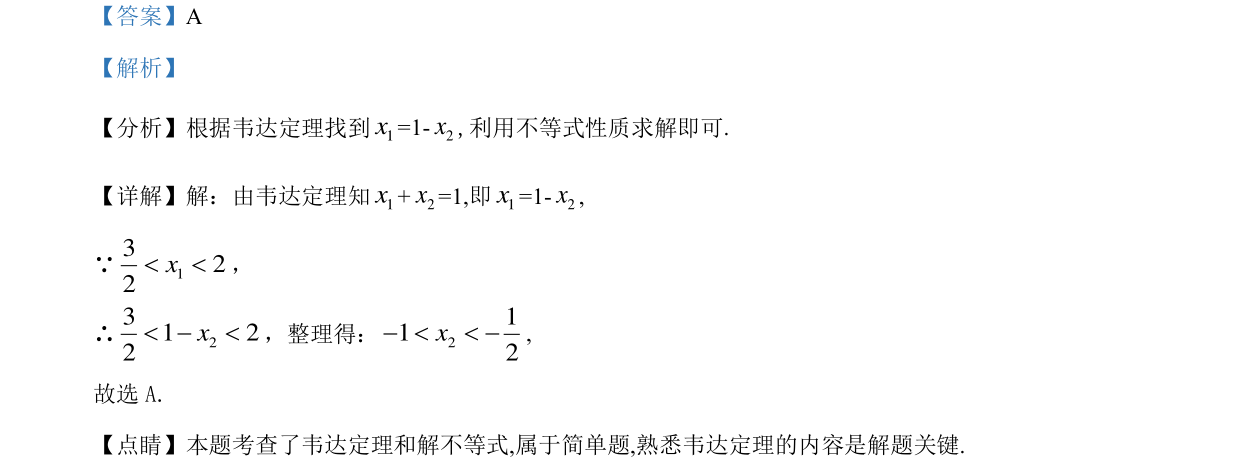 【答案】A
【解析】
【分析】根据韦达定理找到 x₁=1-x₂,利用不等式性质求解即可.
【详解】解：由韦达定理知 x₁+x₂=1,即 x₁=1-x₂,
∵ 3/2 < x₁ < 2，
∴ 3/2 < 1− x₂ < 2，整理得：−1 < x₂ < −1/2,
故选 A.
【点睛】本题考查了韦达定理和解不等式,属于简单题,熟悉韦达定理的内容是解题关键.